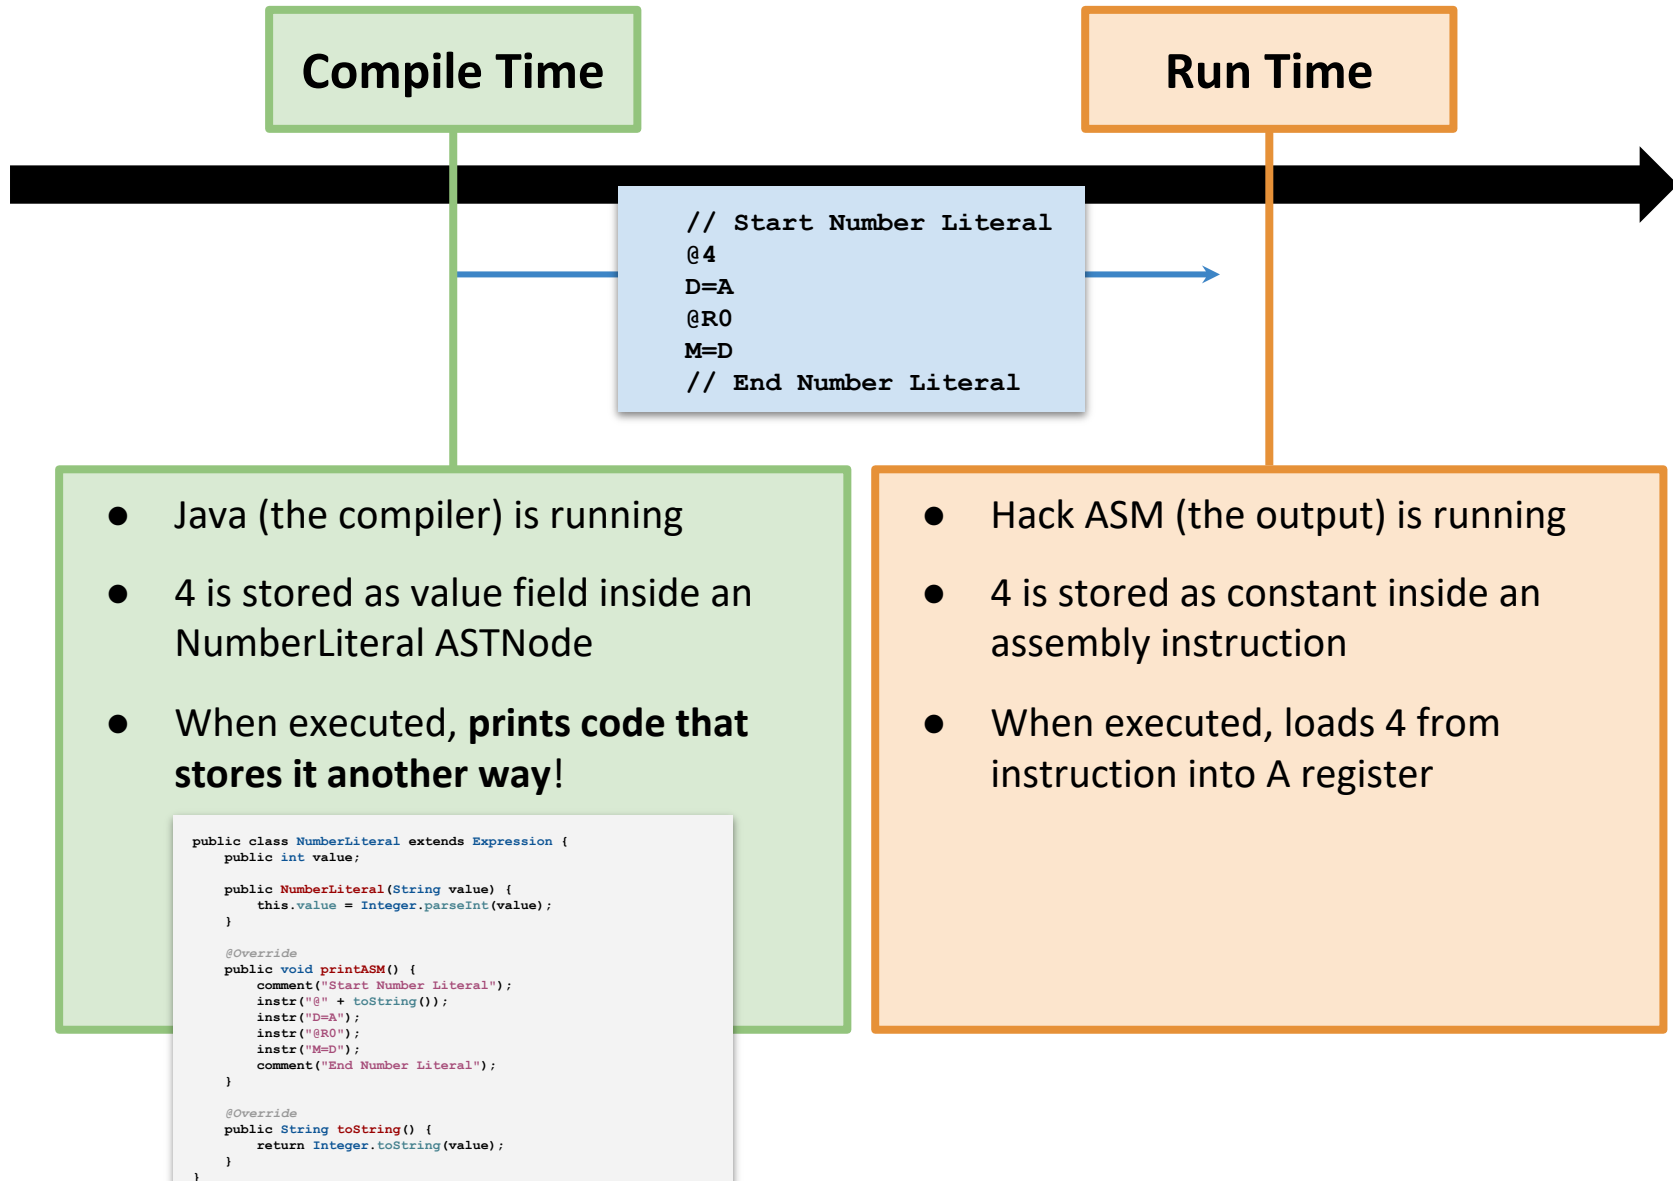 Compile Time
Run Time
// Start Number Literal
@4
D=A
@R0
M=D
// End Number Literal
● Java (the compiler) is running
● 4 is stored as value field inside an
NumberLiteral ASTNode
● When executed, prints code that
stores it another way!
public class NumberLiteral extends Expression {
    public int value;
    public NumberLiteral(String value) {
        this.value = Integer.parseInt(value);
    }
    @Override
    public void printASM() {
        comment("Start Number Literal");
        instr("@" + toString());
        instr("D=A");
        instr("@R0");
        instr("M=D");
        comment("End Number Literal");
    }
    @Override
    public String toString() {
        return Integer.toString(value);
    }
}
● Hack ASM (the output) is running
● 4 is stored as constant inside an
assembly instruction
● When executed, loads 4 from
instruction into A register